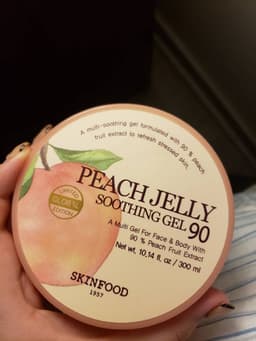 A multi-soothing gel formulated with 90 % peach
fruit extract to refresh stressed skin.
LIMITED
GLOBAL
EDITION
PEACH JELLY
SOOTHING GEL 90
A Multi Gel For Face & Body With
90 % Peach Fruit Extract
Net wt. 10.14 fl. oz / 300 ml
SKINFOOD
1957